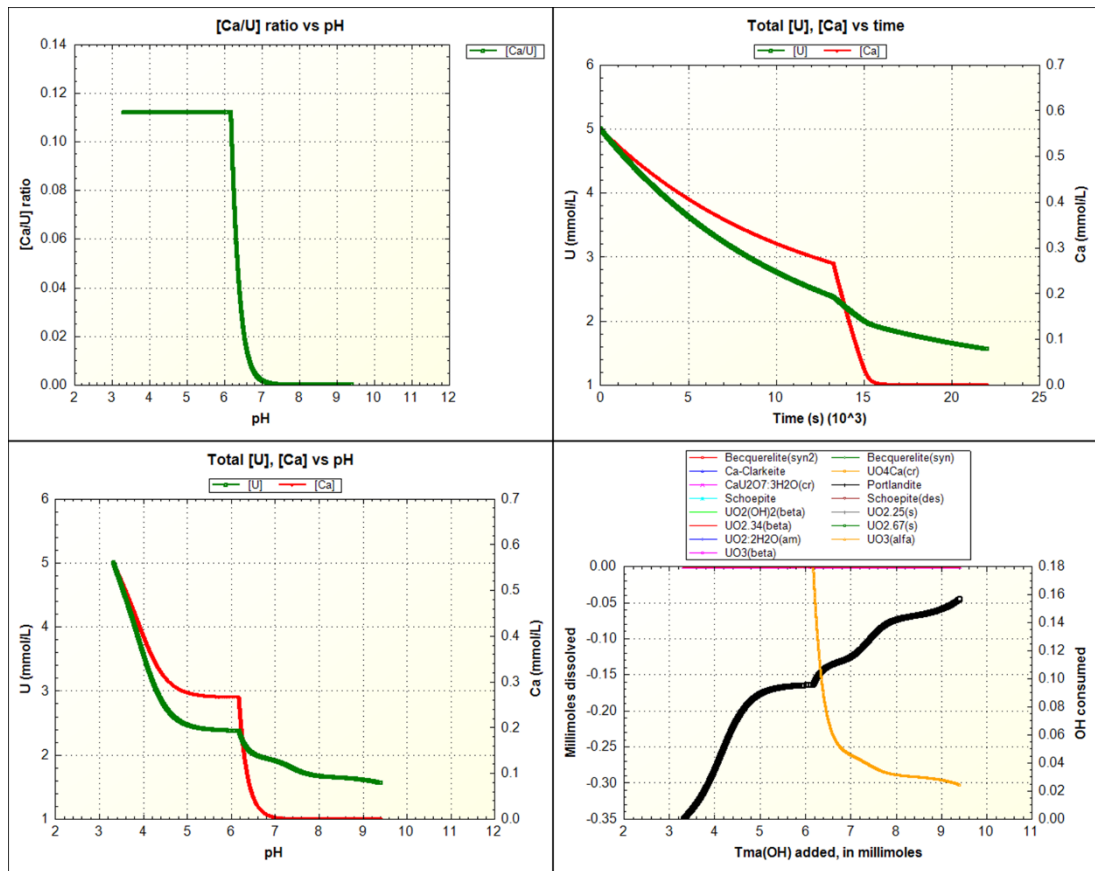 [Ca/U] ratio vs pH
[Ca/U]
0.14
0.12
0.10
0.08
0.06
0.04
0.02
0.00
[Ca/U] ratio
2 3 4 5 6 7 8 9 10 11 12
pH
Total [U], [Ca] vs time
[U] [Ca]
6
5
4
3
2
1
U (mmol/L)
0.7
0.6
0.5
0.4
0.3
0.2
0.1
0.0
Ca (mmol/L)
0 5 10 15 20 25
Time (s) (10^3)
Total [U], [Ca] vs pH
[U] [Ca]
6
5
4
3
2
1
U (mmol/L)
0.7
0.6
0.5
0.4
0.3
0.2
0.1
0.0
Ca (mmol/L)
2 3 4 5 6 7 8 9 10 11
pH
Becquerelite(syn2) Becquerelite(syn)
Ca-Clarkeite UO4Ca(cr)
CaU2O7:3H2O(cr) Portlandite
Schoepite Schoepite(des)
UO2(OH)2(beta) UO2.25(s)
UO2.34(beta) UO2.67(s)
UO2:2H2O(am) UO3(alfa)
UO3(beta)
0.00
-0.05
-0.10
-0.15
-0.20
-0.25
-0.30
-0.35
Millimoles dissolved
0.18
0.16
0.14
0.12
0.10
0.08
0.06
0.04
0.02
0.00
OH consumed
2 3 4 5 6 7 8 9 10 11
Tma(OH) added, in millimoles